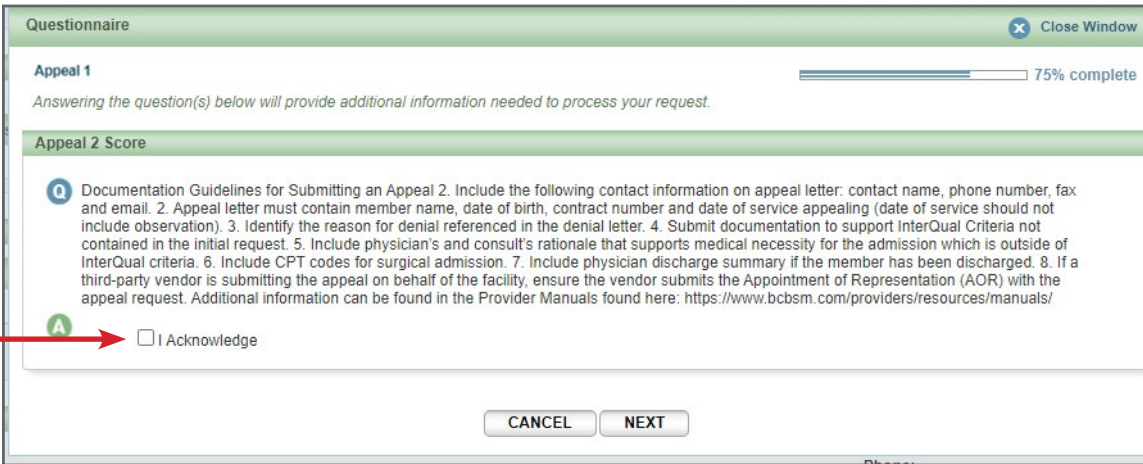 Questionnaire
Close Window
Appeal 1
75% complete
Answering the question(s) below will provide additional information needed to process your request.
Appeal 2 Score
Q
Documentation Guidelines for Submitting an Appeal 2. Include the following contact information on appeal letter: contact name, phone number, fax
and email. 2. Appeal letter must contain member name, date of birth, contract number and date of service appealing (date of service should not
include observation). 3. Identify the reason for denial referenced in the denial letter. 4. Submit documentation to support InterQual Criteria not
contained in the initial request. 5. Include physician's and consult's rationale that supports medical necessity for the admission which is outside of
InterQual criteria. 6. Include CPT codes for surgical admission. 7. Include physician discharge summary if the member has been discharged. 8. If a
third-party vendor is submitting the appeal on behalf of the facility, ensure the vendor submits the Appointment of Representation (AOR) with the
appeal request. Additional information can be found in the Provider Manuals found here: https://www.bcbsm.com/providers/resources/manuals/
A
I Acknowledge
CANCEL
NEXT